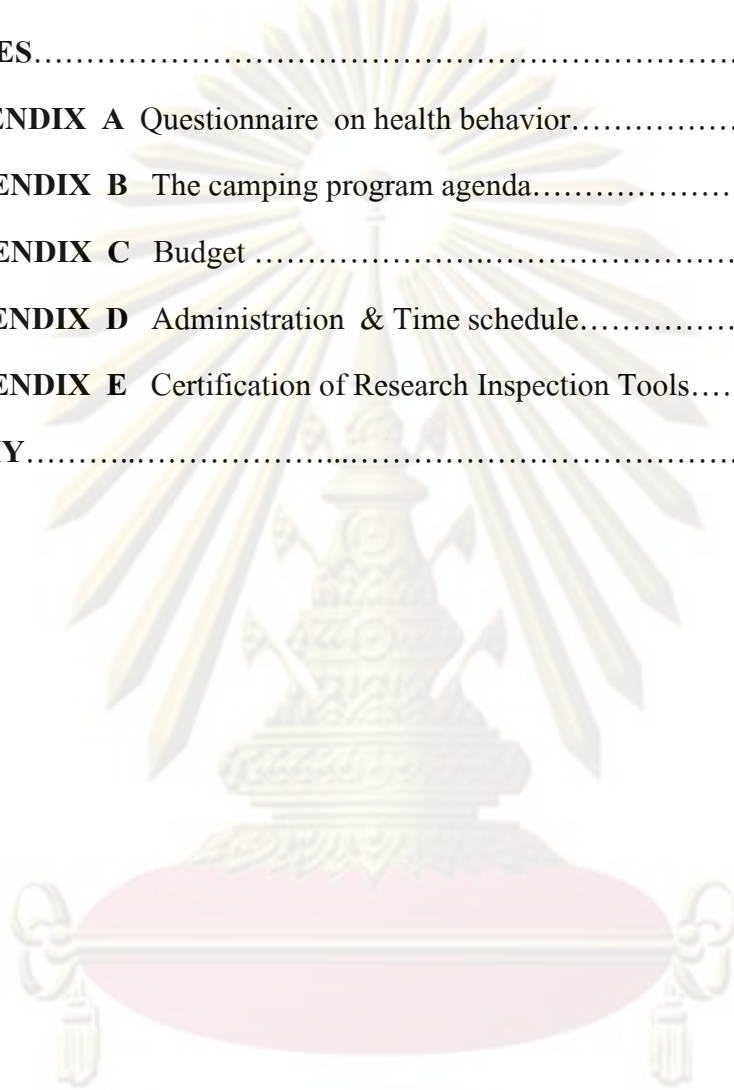 ES……………………………………………………………………
ENDIX A Questionnaire on health behavior………………
ENDIX B The camping program agenda…………………
ENDIX C Budget …………………..……………….………
ENDIX D Administration & Time schedule………………
ENDIX E Certification of Research Inspection Tools….
Y………..…………………...………………………………………